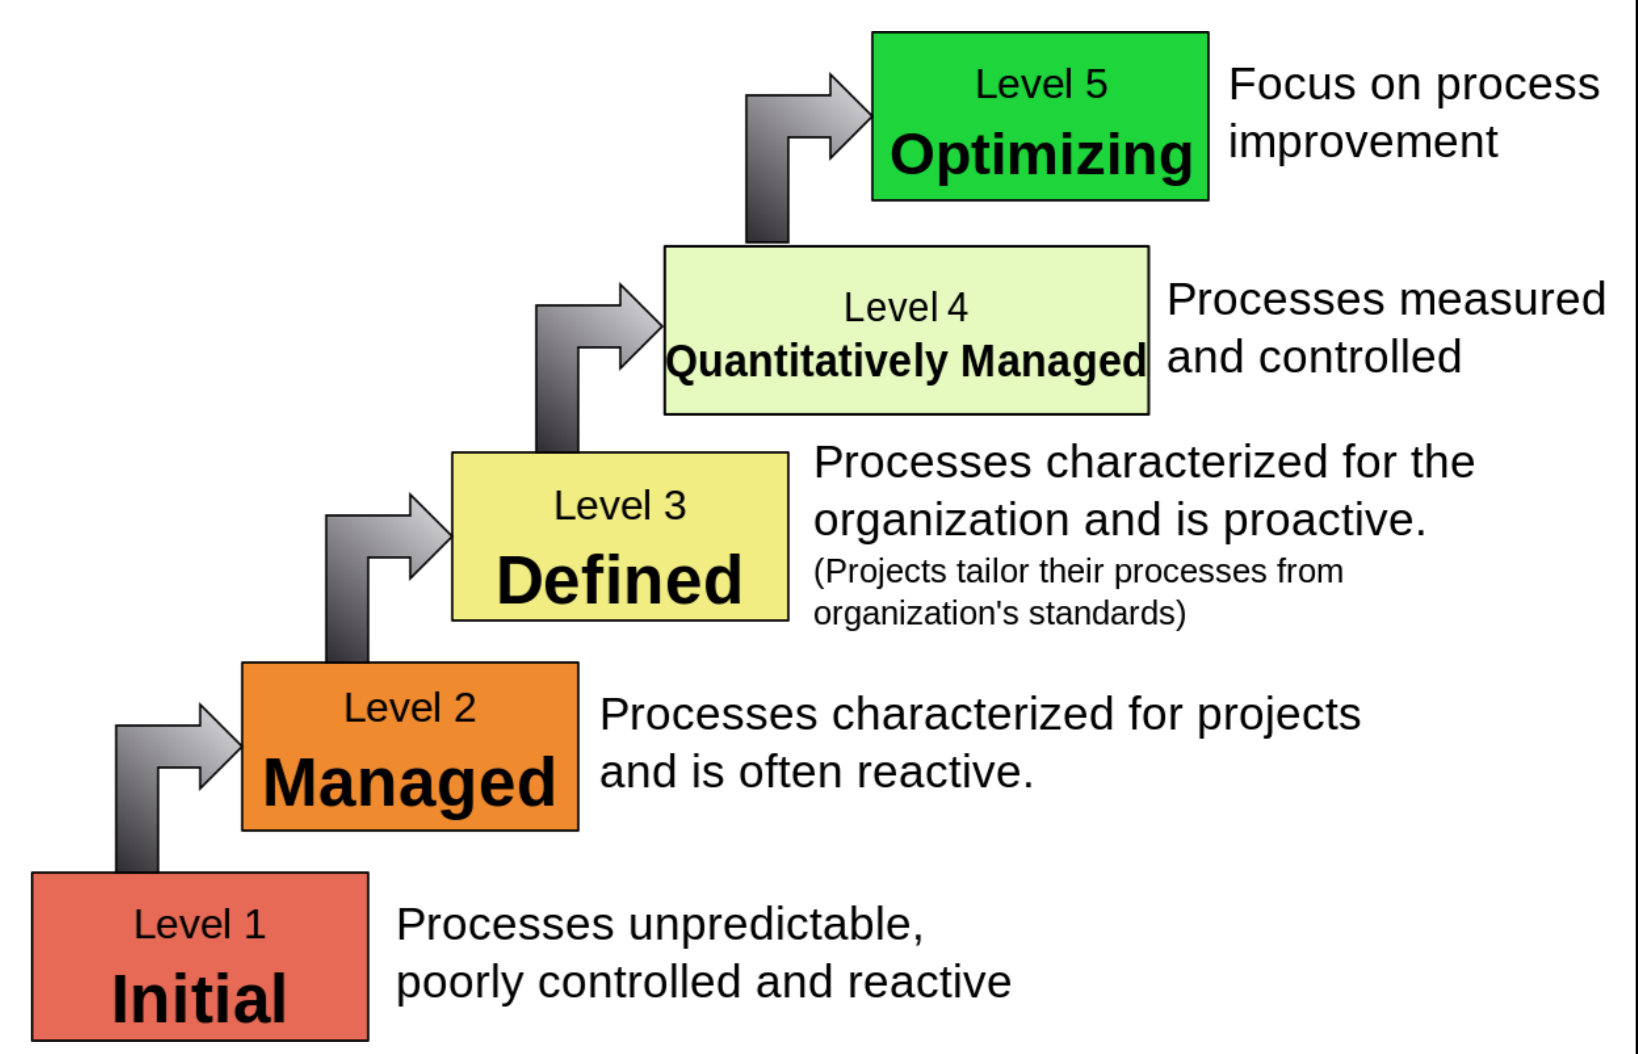 Level 5
Optimizing
Focus on process
improvement
Level 4
Quantitatively Managed
Processes measured
and controlled
Level 3
Defined
Processes characterized for the
organization and is proactive.
(Projects tailor their processes from
organization's standards)
Level 2
Managed
Processes characterized for projects
and is often reactive.
Level 1
Initial
Processes unpredictable,
poorly controlled and reactive